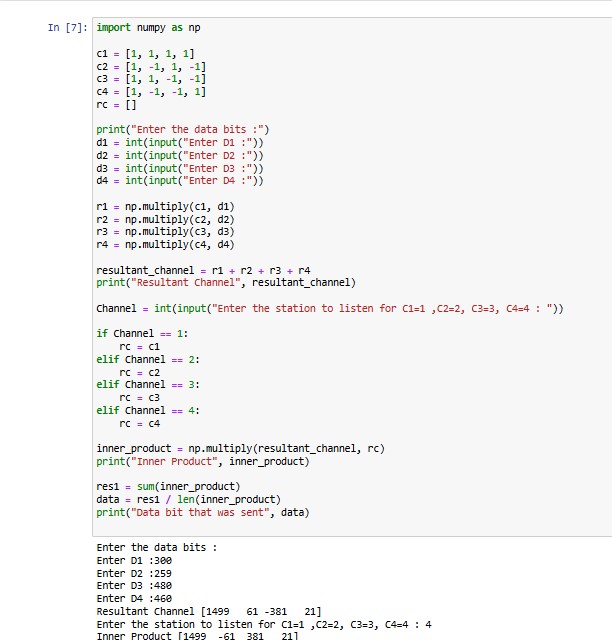 In [7]: import numpy as np
c1 = [1, 1, 1, 1]
c2 = [1, -1, 1, -1]
c3 = [1, 1, -1, -1]
c4 = [1, -1, -1, 1]
rc = []
print("Enter the data bits :")
d1 = int(input("Enter D1 :"))
d2 = int(input("Enter D2 :"))
d3 = int(input("Enter D3 :"))
d4 = int(input("Enter D4 :"))
r1 = np.multiply(c1, d1)
r2 = np.multiply(c2, d2)
r3 = np.multiply(c3, d3)
r4 = np.multiply(c4, d4)
resultant_channel = r1 + r2 + r3 + r4
print("Resultant Channel", resultant_channel)
Channel = int(input("Enter the station to listen for C1=1 ,C2=2, C3=3, C4=4 : "))
if Channel == 1:
    rc = c1
elif Channel == 2:
    rc = c2
elif Channel == 3:
    rc = c3
elif Channel == 4:
    rc = c4
inner_product = np.multiply(resultant_channel, rc)
print("Inner Product", inner_product)
res1 = sum(inner_product)
data = res1 / len(inner_product)
print("Data bit that was sent", data)
Enter the data bits :
Enter D1 :300
Enter D2 :259
Enter D3 :480
Enter D4 :460
Resultant Channel [1499   61 -381   21]
Enter the station to listen for C1=1 ,C2=2, C3=3, C4=4 : 4
Inner Product [1499  -61  381   21]